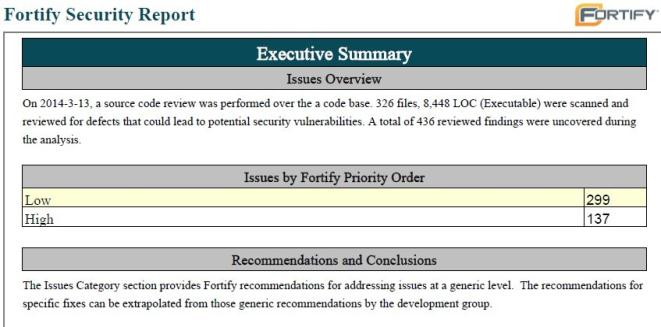 Fortify Security Report
FORTIFY
Executive Summary
Issues Overview
On 2014-3-13, a source code review was performed over the a code base. 326 files, 8,448 LOC (Executable) were scanned and
reviewed for defects that could lead to potential security vulnerabilities. A total of 436 reviewed findings were uncovered during
the analysis.
Issues by Fortify Priority Order
Low 299
High 137
Recommendations and Conclusions
The Issues Category section provides Fortify recommendations for addressing issues at a generic level. The recommendations for
specific fixes can be extrapolated from those generic recommendations by the development group.